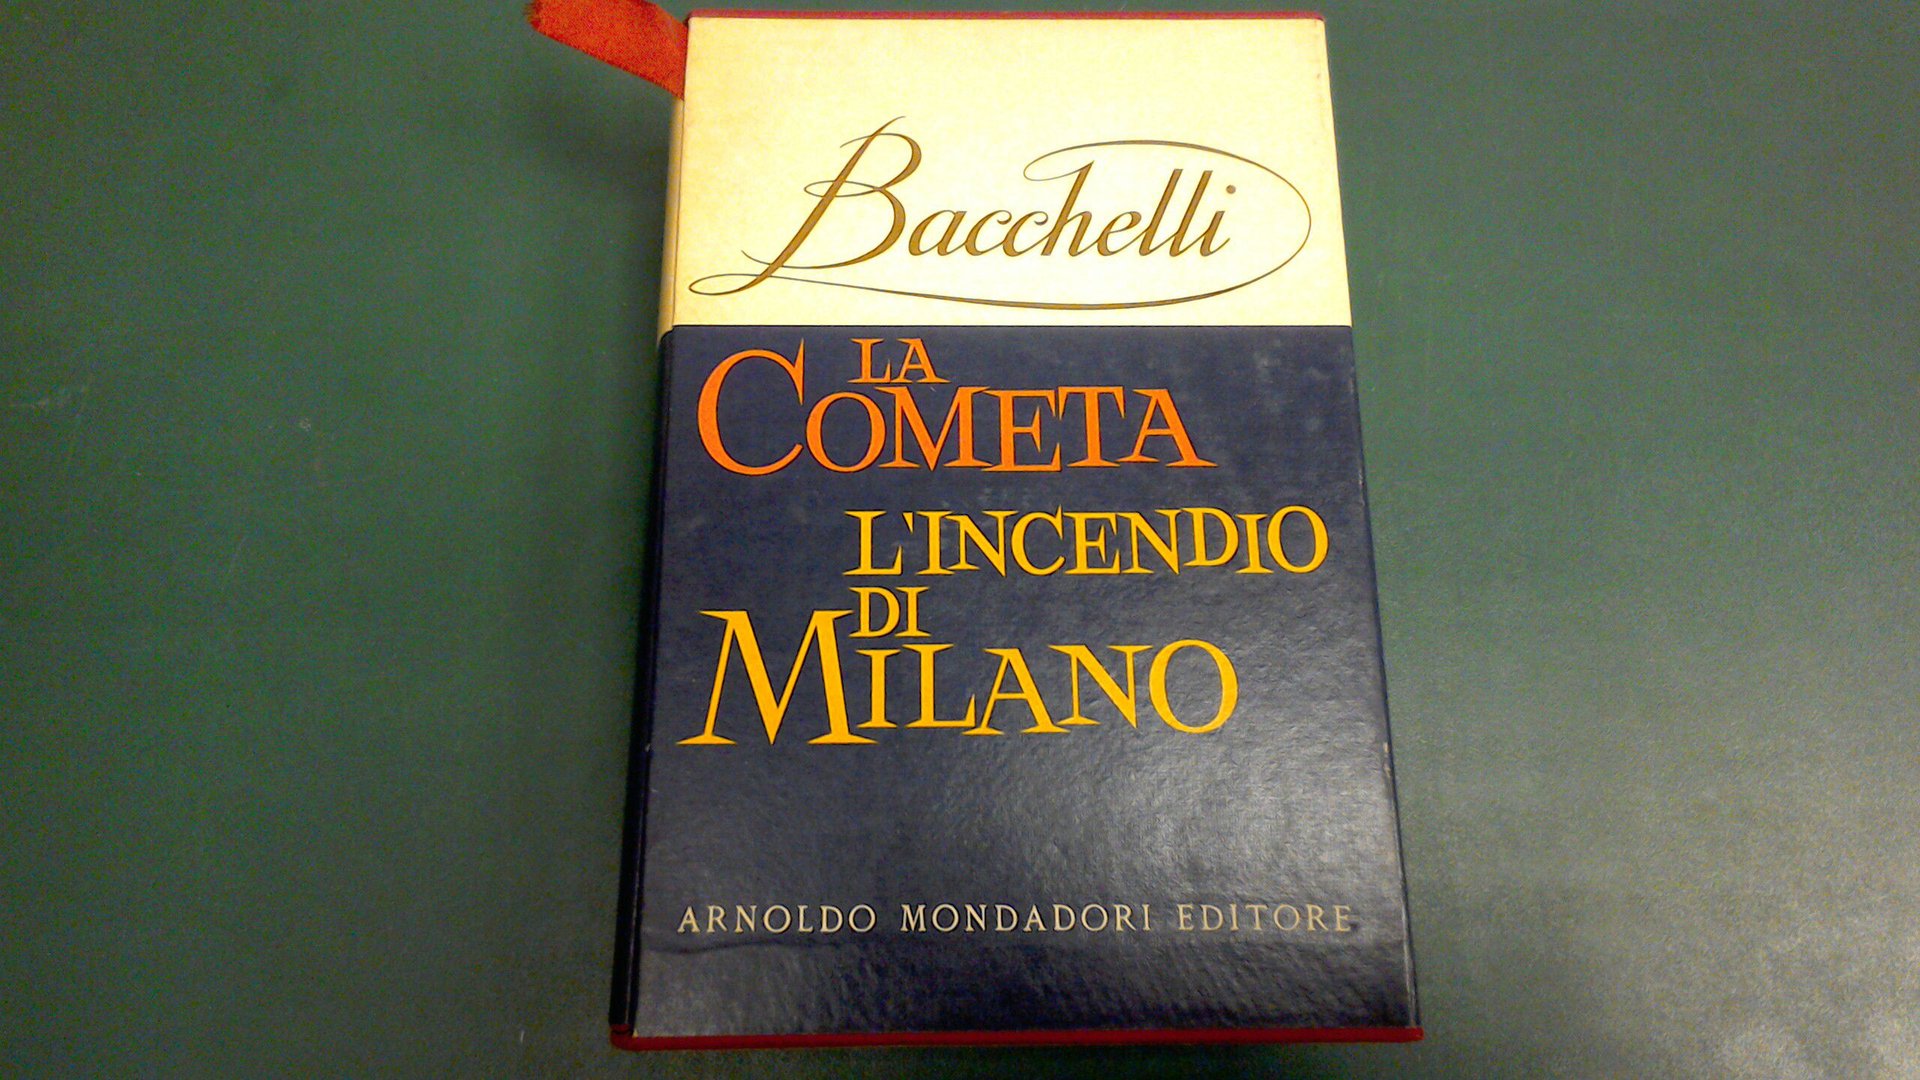 Bacchelli
LA
COMETA
L'INCENDIO
DI
MILANO
ARNOLDO MONDADORI EDITORE